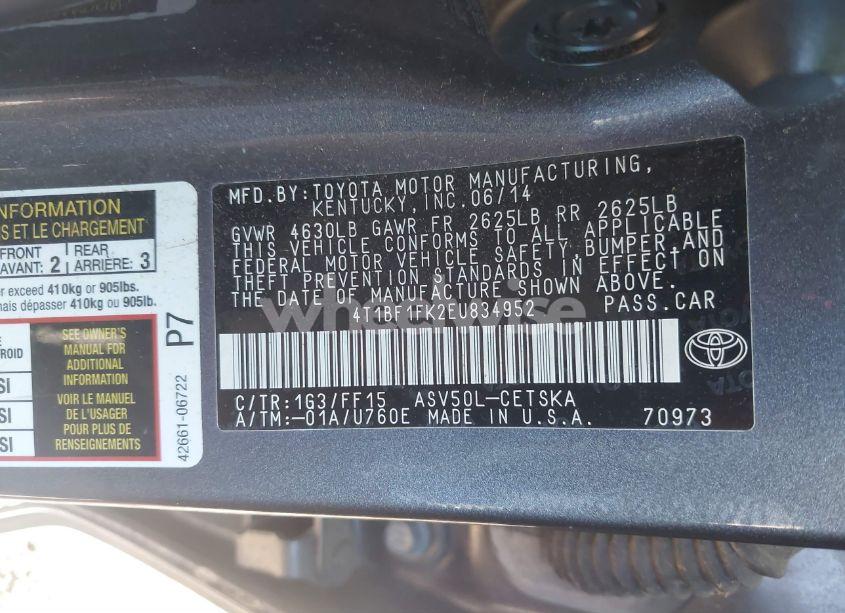 INFORMATION
S ET LE CHARGEMENT
FRONT
AVANT: 2
REAR
ARRIÈRE: 3
er exceed 410kg or 905lbs.
mais dépasser 410kg ou 905lb.
SEE OWNER'S
MANUAL FOR
ADDITIONAL
INFORMATION
VOIR LE MANUEL
DE L'USAGER
POUR PLUS DE
RENSEIGNEMENTS
P7
42661-06722
MFD.BY:TOYOTA MOTOR MANUFACTURING,
KENTUCKY, INC.06/14
GVWR 4630LB GAWR FR 2625LB RR 2625LB
THIS VEHICLE CONFORMS TO ALL APPLICABLE
FEDERAL MOTOR VEHICLE SAFETY,BUMPER,AND
THEFT PREVENTION STANDARDS IN EFFECT ON
THE DATE OF MANUFACTURE SHOWN ABOVE.
4T1BF1FK2EU834952 PASS.CAR
C/TR:1G3/FF15 ASV50L-CETSKA
A/TM:-01A/U760E MADE IN U.S.A. 70973
wheelwise